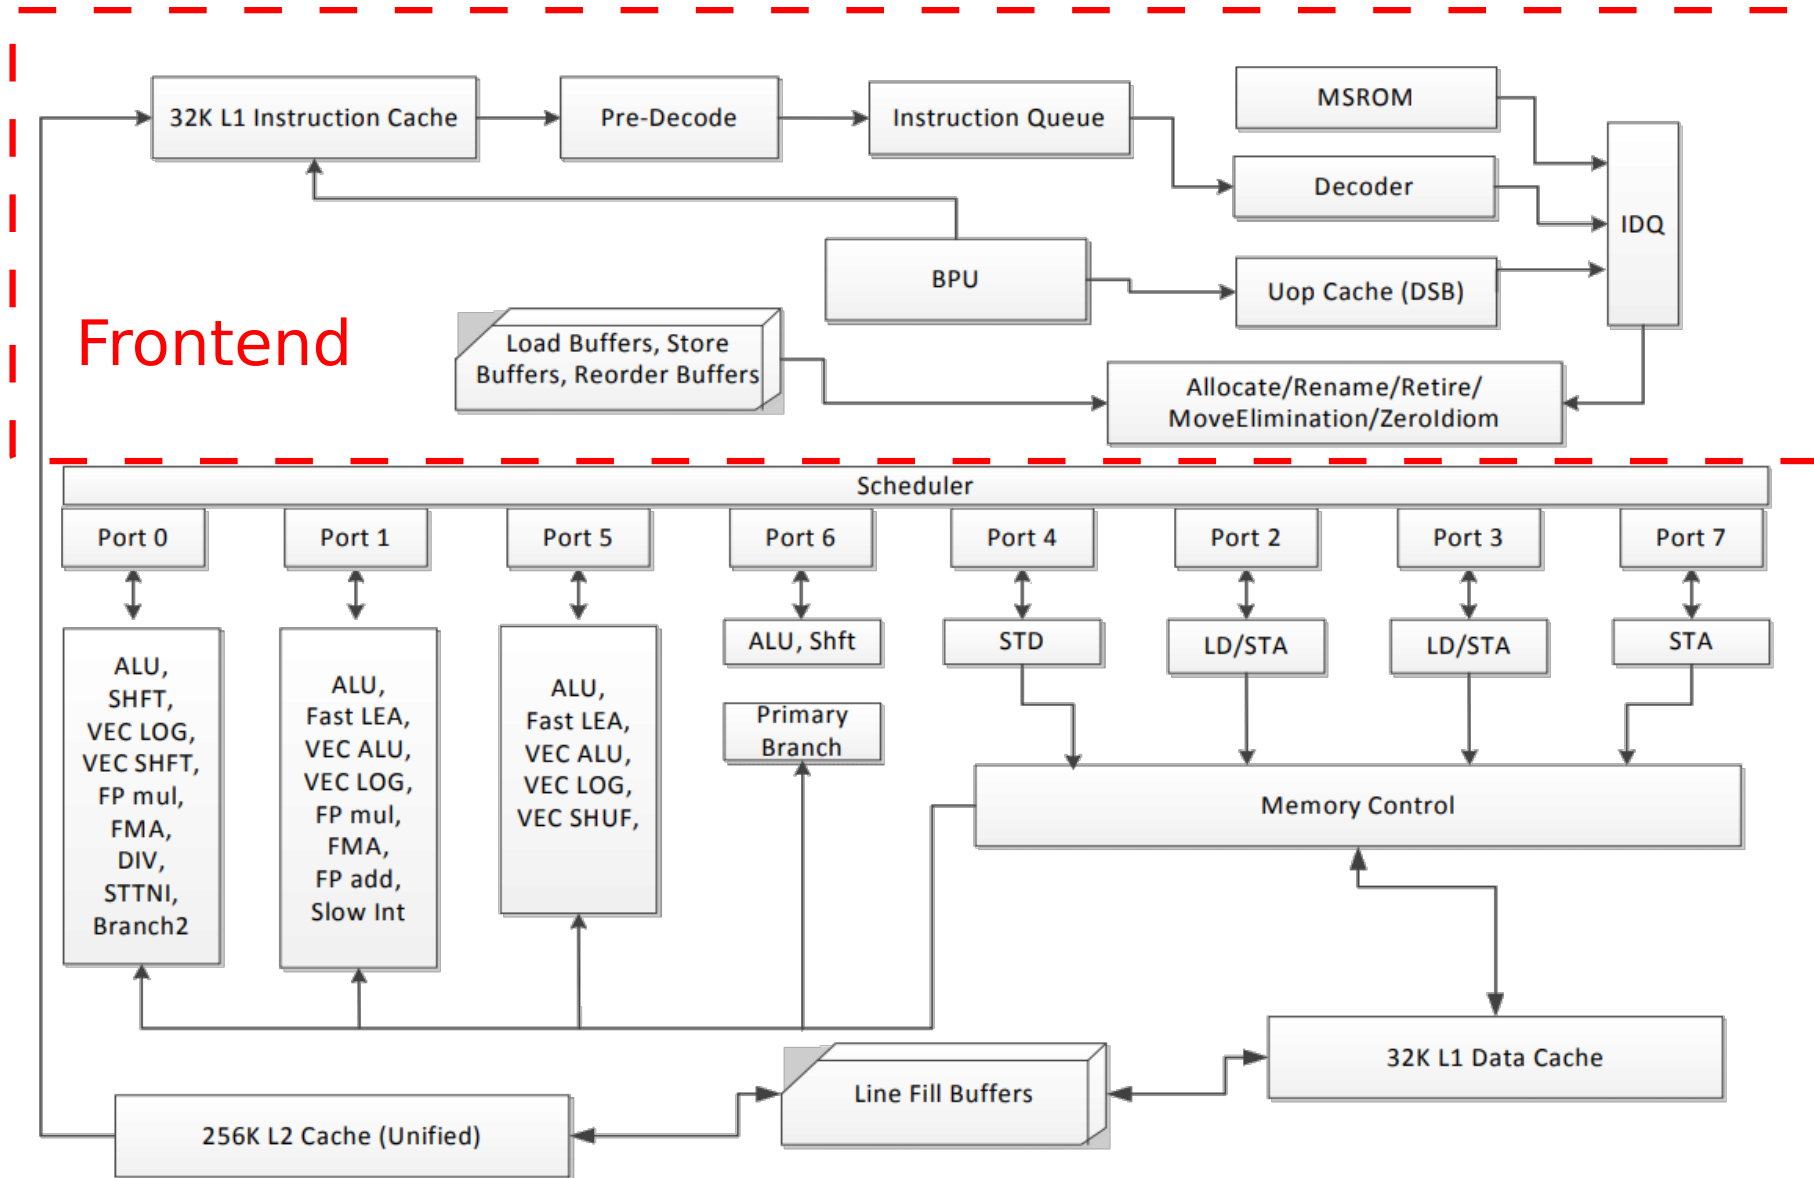 32K L1 Instruction Cache
Pre-Decode
Instruction Queue
MSROM
Decoder
IDQ
BPU
Uop Cache (DSB)
Frontend
Load Buffers, Store
Buffers, Reorder Buffers
Allocate/Rename/Retire/
MoveElimination/ZeroIdiom
Scheduler
Port 0
Port 1
Port 5
Port 6
Port 4
Port 2
Port 3
Port 7
ALU,
SHFT,
VEC LOG,
VEC SHFT,
FP mul,
FMA,
DIV,
STTNI,
Branch2
ALU,
Fast LEA,
VEC ALU,
VEC LOG,
FP mul,
FMA,
FP add,
Slow Int
ALU,
Fast LEA,
VEC ALU,
VEC LOG,
VEC SHUF,
ALU, Shft
Primary
Branch
STD
LD/STA
LD/STA
STA
Memory Control
32K L1 Data Cache
Line Fill Buffers
256K L2 Cache (Unified)